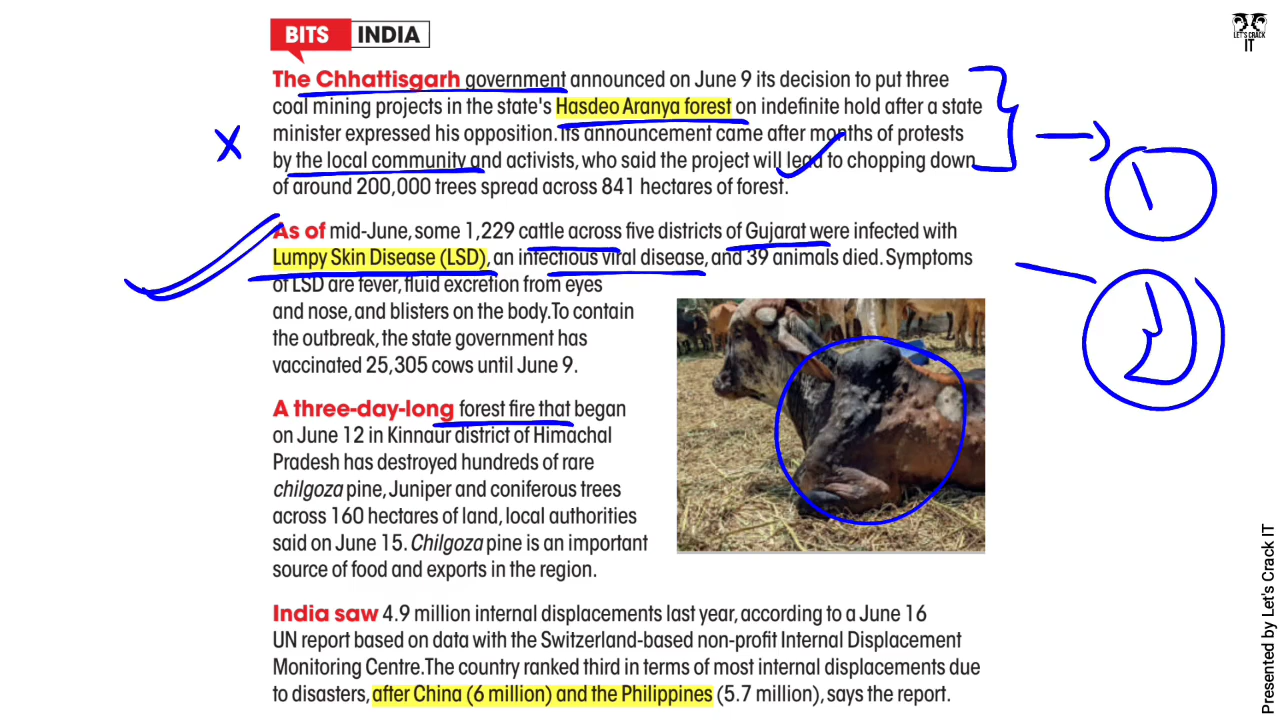 BITS INDIA
LET'S CRACK
IT
The Chhattisgarh government announced on June 9 its decision to put three
coal mining projects in the state's Hasdeo Aranya forest on indefinite hold after a state
minister expressed his opposition. Its announcement came after months of protests
by the local community and activists, who said the project will lead to chopping down
of around 200,000 trees spread across 841 hectares of forest.
X
1
As of mid-June, some 1,229 cattle across five districts of Gujarat were infected with
Lumpy Skin Disease (LSD), an infectious viral disease, and 39 animals died. Symptoms
of LSD are fever, fluid excretion from eyes
and nose, and blisters on the body. To contain
the outbreak, the state government has
vaccinated 25,305 cows until June 9.
A three-day-long forest fire that began
on June 12 in Kinnaur district of Himachal
Pradesh has destroyed hundreds of rare
chilgoza pine, Juniper and coniferous trees
across 160 hectares of land, local authorities
said on June 15. Chilgoza pine is an important
source of food and exports in the region.
India saw 4.9 million internal displacements last year, according to a June 16
UN report based on data with the Switzerland-based non-profit Internal Displacement
Monitoring Centre. The country ranked third in terms of most internal displacements due
to disasters, after China (6 million) and the Philippines (5.7 million), says the report.
Presented by Let's Crack IT